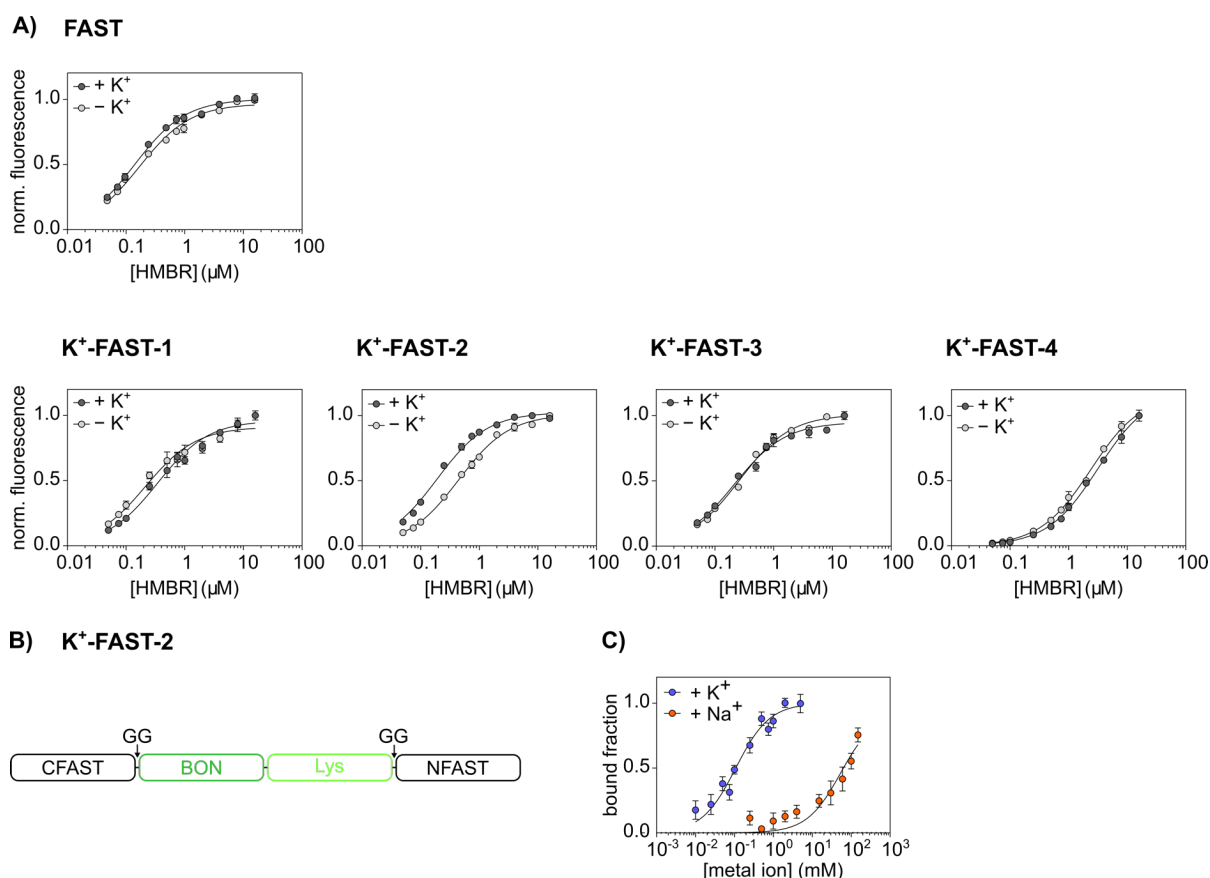 A) FAST
+ K⁺
− K⁺
norm. fluorescence
1.0
0.5
0.0
0.01 0.1 1 10 100
[HMBR] (µM)
K⁺-FAST-1
+ K⁺
− K⁺
norm. fluorescence
1.0
0.5
0.0
0.01 0.1 1 10 100
[HMBR] (µM)
K⁺-FAST-2
+ K⁺
− K⁺
1.0
0.5
0.0
0.01 0.1 1 10 100
[HMBR] (µM)
K⁺-FAST-3
+ K⁺
− K⁺
1.0
0.5
0.0
0.01 0.1 1 10 100
[HMBR] (µM)
K⁺-FAST-4
+ K⁺
− K⁺
1.0
0.5
0.0
0.01 0.1 1 10 100
[HMBR] (µM)
B) K⁺-FAST-2
GG GG
CFAST BON Lys NFAST
C)
+ K⁺
+ Na⁺
bound fraction
1.0
0.5
0.0
10⁻³ 10⁻² 10⁻¹ 10⁰ 10¹ 10² 10³
[metal ion] (mM)